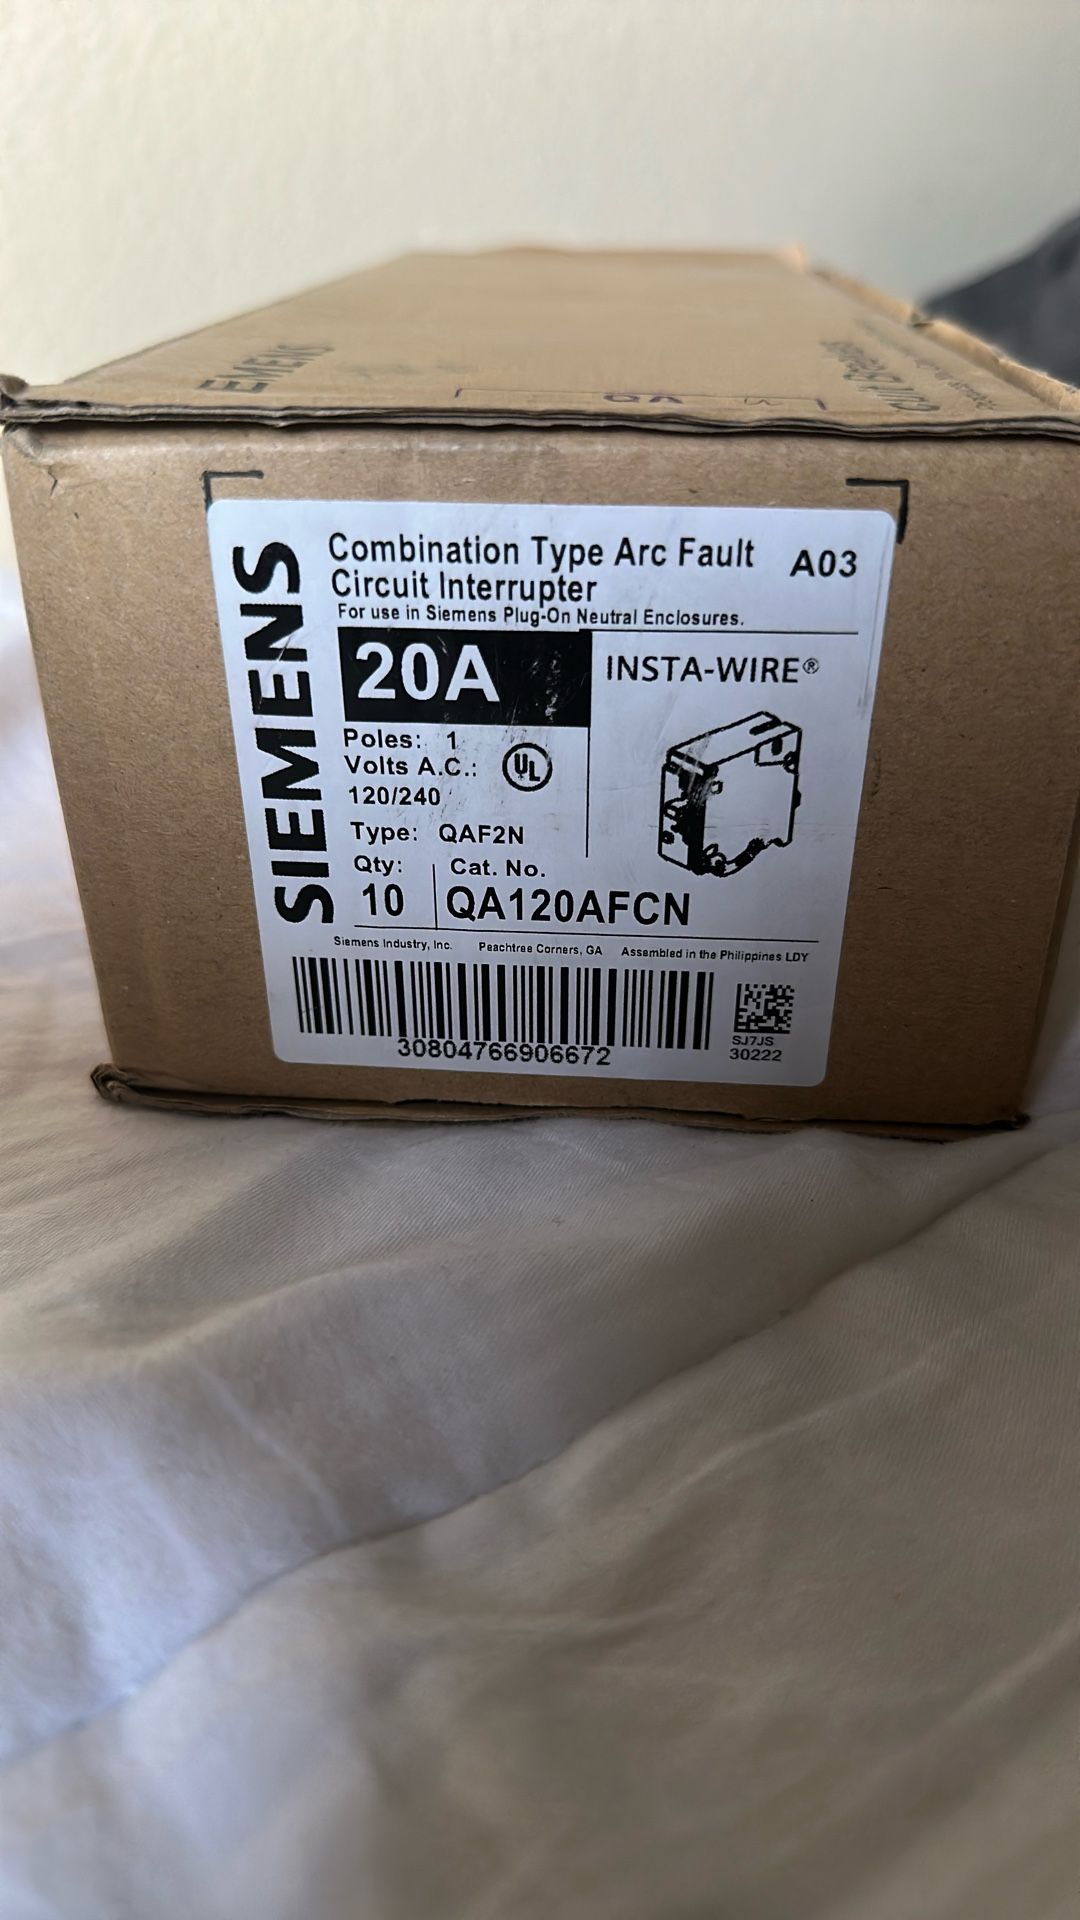 SIEMENS
Combination Type Arc Fault
Circuit Interrupter
A03
For use in Siemens Plug-On Neutral Enclosures.
20A
INSTA-WIRE®
Poles: 1
Volts A.C.:
120/240
UL
Type: QAF2N
Qty:
10
Cat. No.
QA120AFCN
Siemens Industry, Inc. Peachtree Corners, GA Assembled in the Philippines LDY
30804766906672
SJ7JS
30222